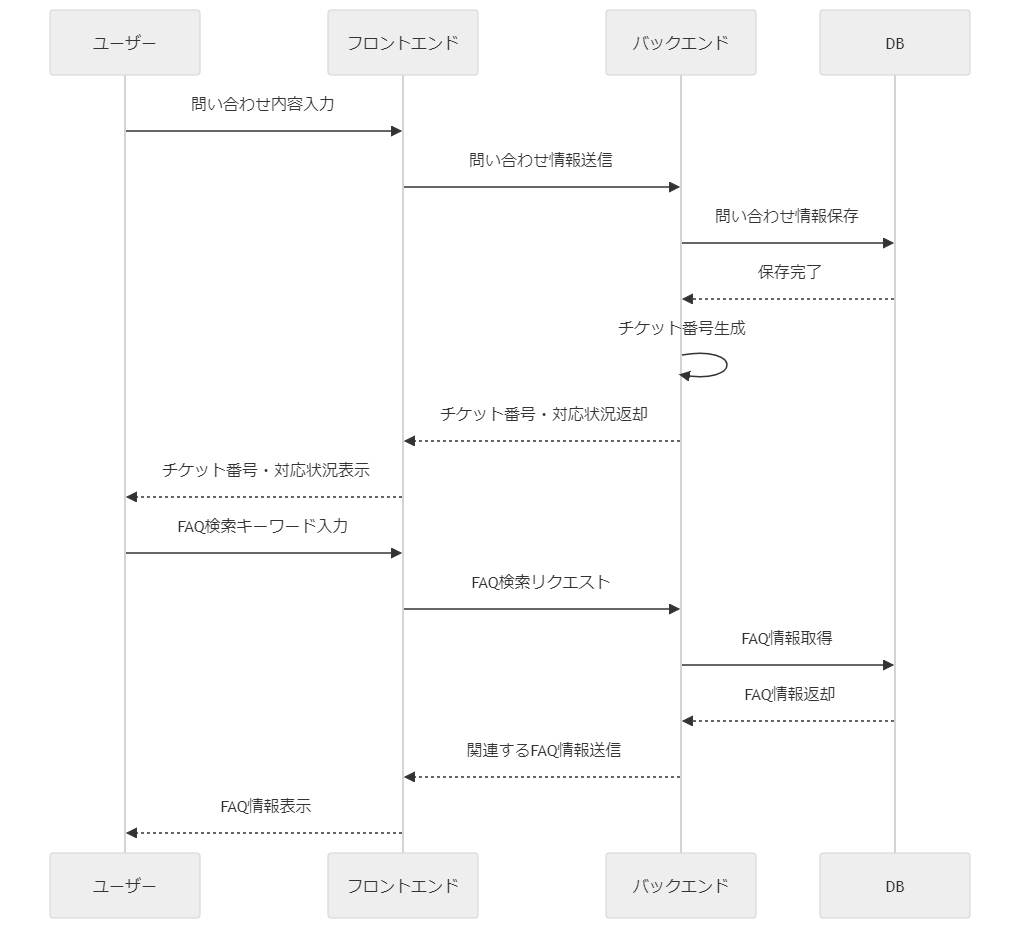 ユーザー
フロントエンド
バックエンド
DB
問い合わせ内容入力
問い合わせ情報送信
問い合わせ情報保存
保存完了
チケット番号生成
チケット番号・対応状況返却
チケット番号・対応状況表示
FAQ検索キーワード入力
FAQ検索リクエスト
FAQ情報取得
FAQ情報返却
関連するFAQ情報送信
FAQ情報表示
ユーザー
フロントエンド
バックエンド
DB